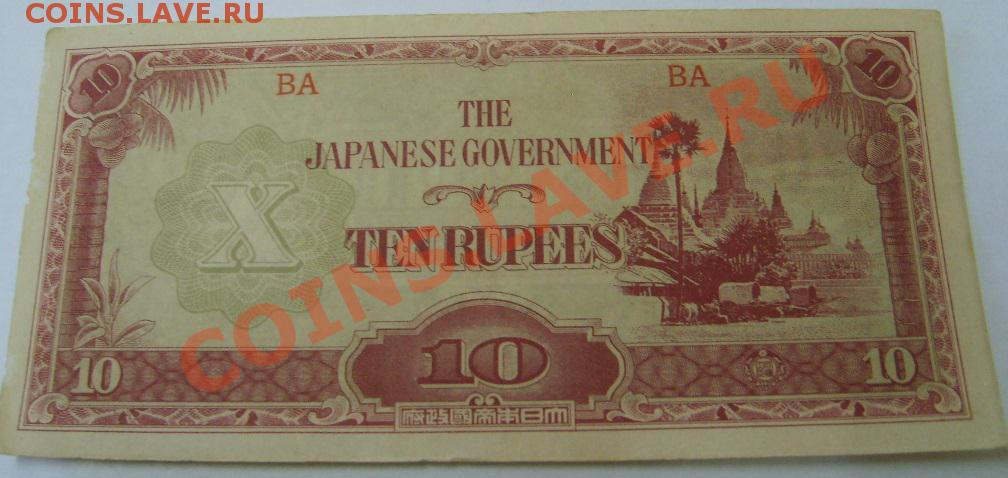 COINS.LAVE.RU
10 10
BA BA
THE
JAPANESE GOVERNMENT
X
TEN RUPEES
COINS.LAVE.RU
10 10 10
府政國帝本日大